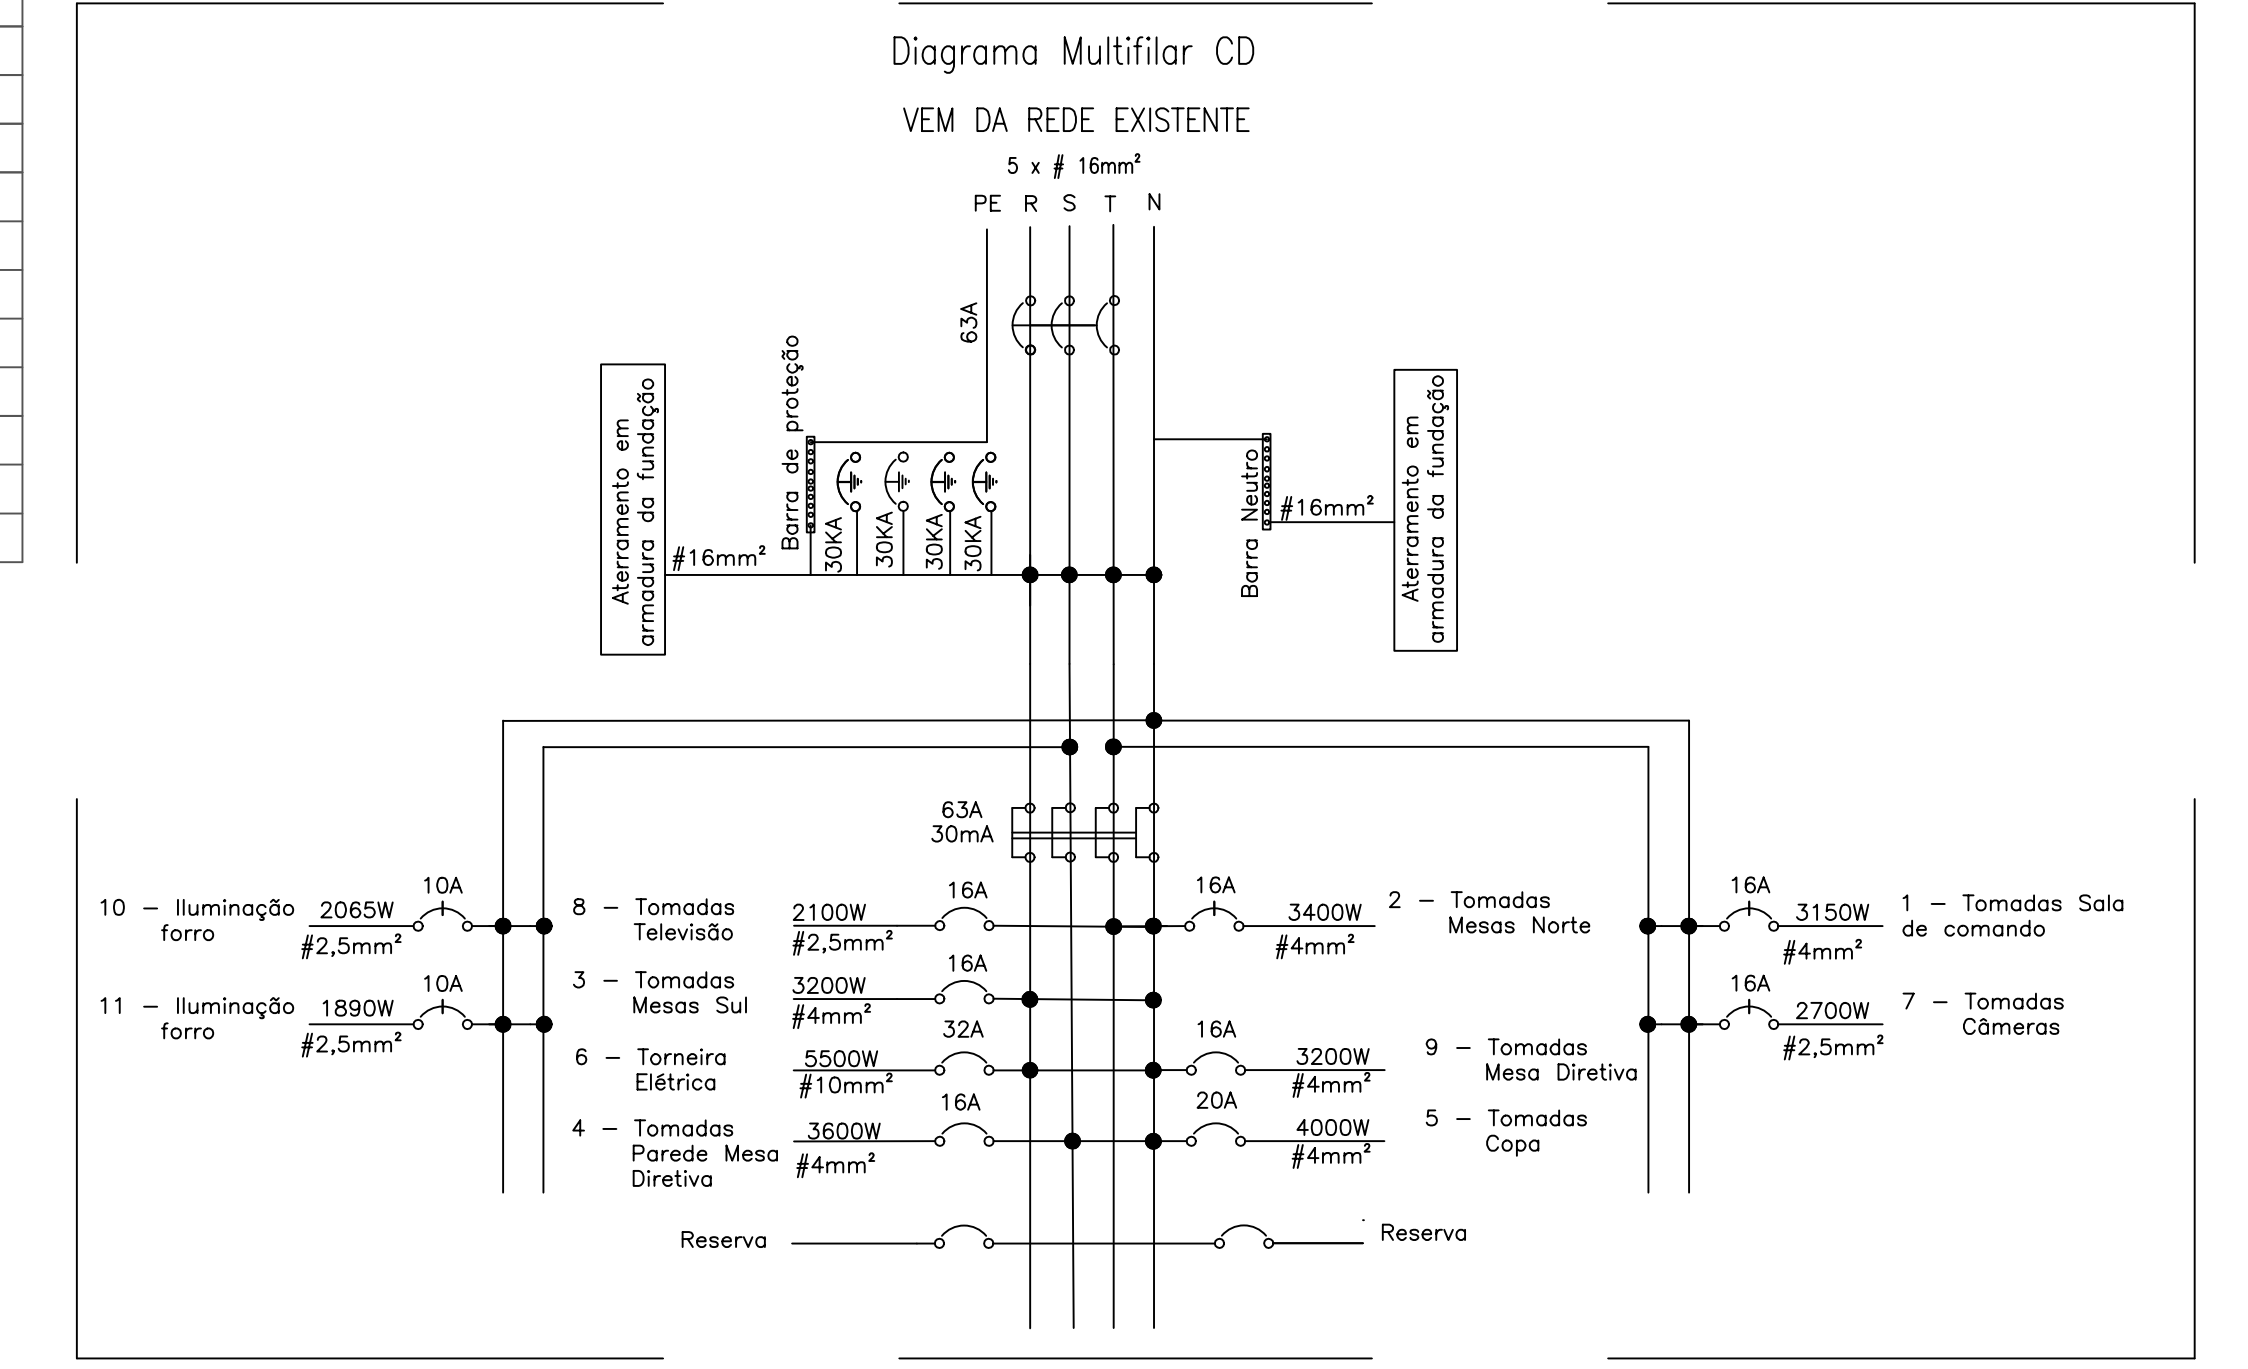 Diagrama Multifilar CD
VEM DA REDE EXISTENTE
5 x # 16mm²
PE R S T N
63A
Barra de proteção
Aterramento em
armadura da fundação
#16mm²
30KA
30KA
30KA
30KA
Barra Neutro
#16mm²
Aterramento em
armadura da fundação
63A
30mA
10 – Iluminação
forro
2065W
#2,5mm²
10A
11 – Iluminação
forro
1890W
#2,5mm²
10A
8 – Tomadas
Televisão
2100W
#2,5mm²
16A
3 – Tomadas
Mesas Sul
3200W
#4mm²
16A
6 – Torneira
Elétrica
5500W
#10mm²
32A
4 – Tomadas
Parede Mesa
Diretiva
3600W
#4mm²
16A
Reserva
16A
3400W
#4mm²
2 – Tomadas
Mesas Norte
16A
3200W
#4mm²
9 – Tomadas
Mesa Diretiva
20A
4000W
#4mm²
5 – Tomadas
Copa
Reserva
16A
3150W
#4mm²
1 – Tomadas Sala
de comando
16A
2700W
#2,5mm²
7 – Tomadas
Câmeras